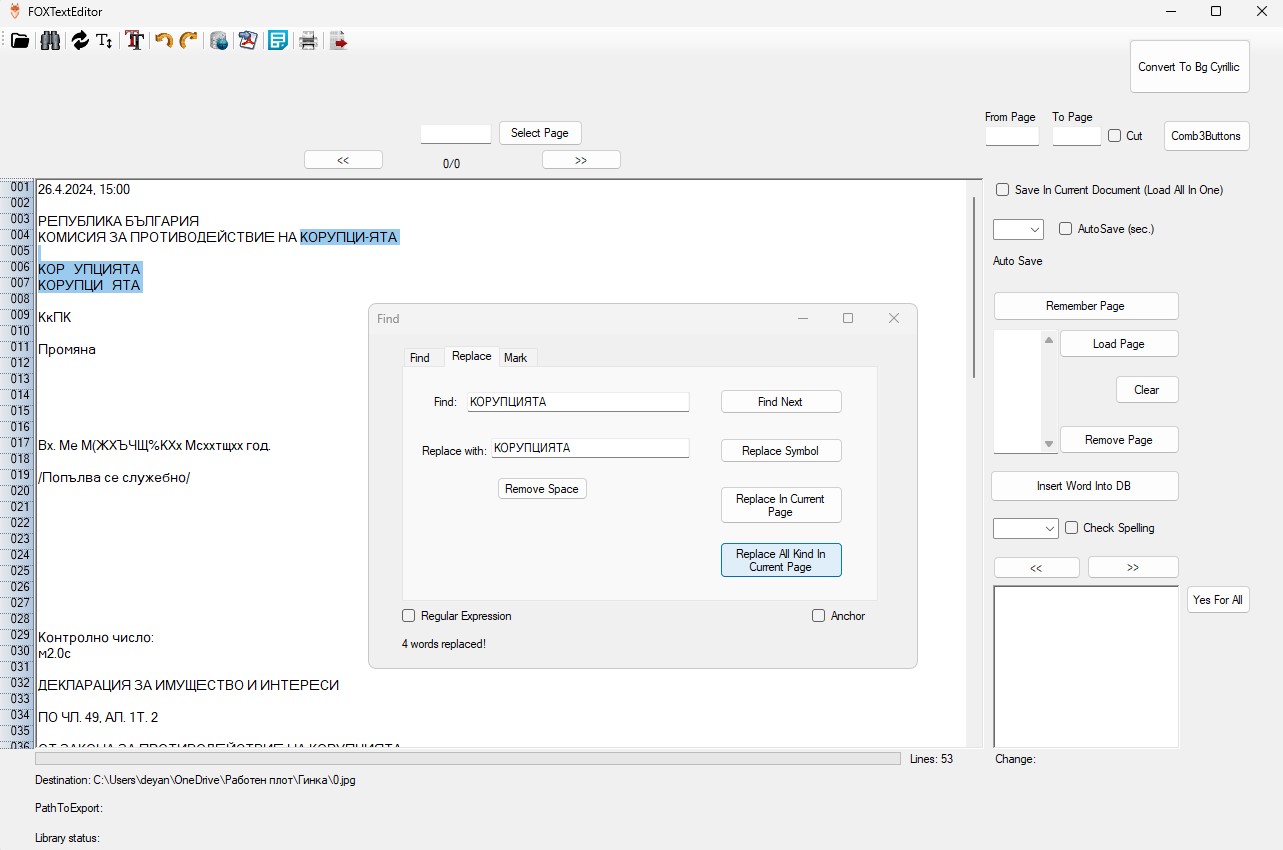 FOXTextEditor
Convert To Bg Cyrillic
From Page
To Page
Select Page
Cut
Comb3Buttons
<<
0/0
>>
001 26.4.2024, 15:00
002
003 РЕПУБЛИКА БЪЛГАРИЯ
004 КОМИСИЯ ЗА ПРОТИВОДЕЙСТВИЕ НА КОРУПЦИ-ЯТА
005
006 КОР УПЦИЯТА
007 КОРУПЦИ ЯТА
008
009 КкПК
010
011 Промяна
012
013
014
015
016
017 Вх. Ме М(ЖХЪЧЩ%КХх Мсххтщхх год.
018
019 /Попълва се служебно/
020
021
022
023
024
025
026
027
028
029 Контролно число:
030 м2.0с
031
032 ДЕКЛАРАЦИЯ ЗА ИМУЩЕСТВО И ИНТЕРЕСИ
033
034 ПО ЧЛ. 49, АЛ. 1Т. 2
035
036 ОТ ЗАКОНА ЗА ПРОТИВОДЕЙСТВИЕ НА КОРУПЦИЯТА
Find
Find
Replace
Mark
Find:
КОРУПЦИЯТА
Find Next
Replace with:
КОРУПЦИЯТА
Replace Symbol
Remove Space
Replace In Current
Page
Replace All Kind In
Current Page
Regular Expression
Anchor
4 words replaced!
Save In Current Document (Load All In One)
AutoSave (sec.)
Auto Save
Remember Page
Load Page
Clear
Remove Page
Insert Word Into DB
Check Spelling
<<
>>
Yes For All
Lines: 53
Change:
Destination: C:\Users\deyan\OneDrive\Работен плот\Гинка\0.jpg
PathToExport:
Library status: